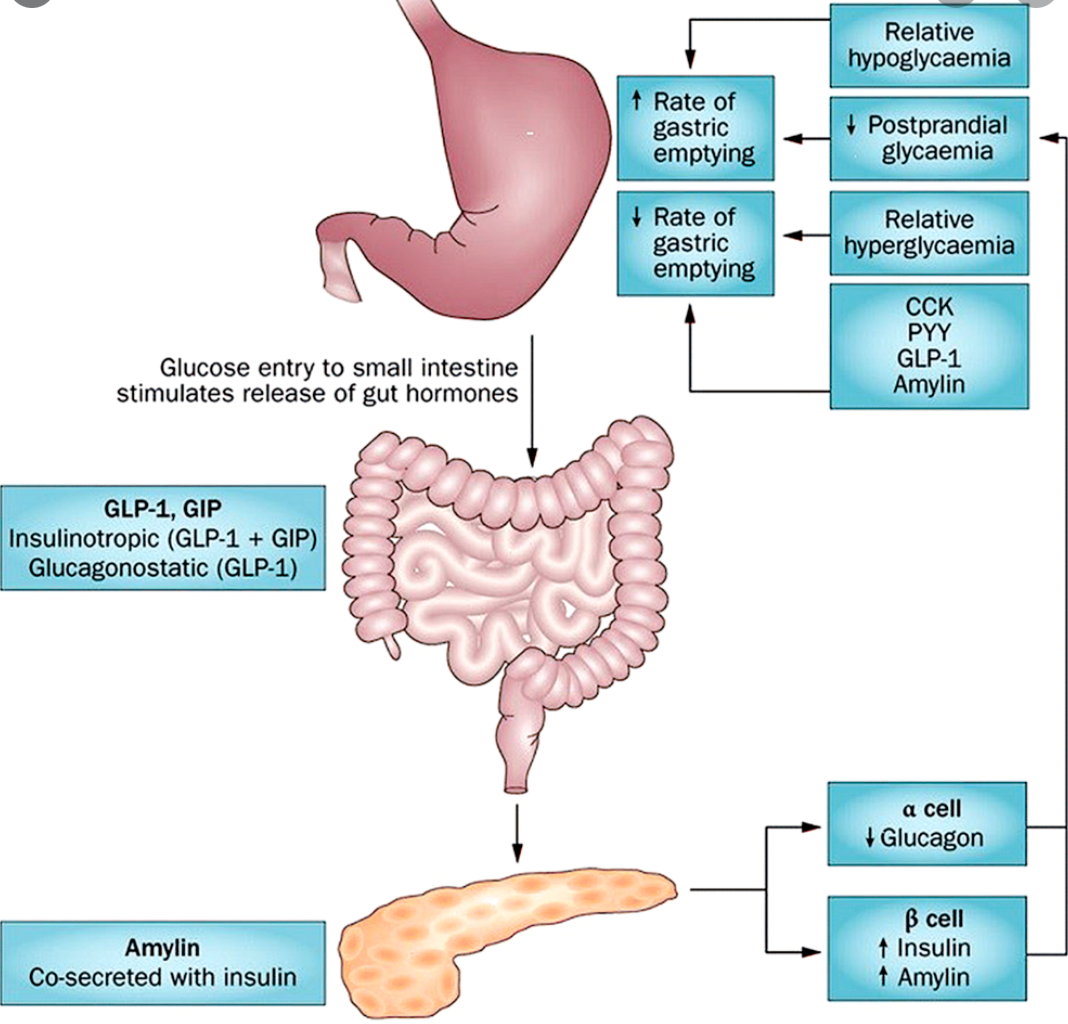 Relative
hypoglycaemia
↑ Rate of
gastric
emptying
↓ Postprandial
glycaemia
↓ Rate of
gastric
emptying
Relative
hyperglycaemia
CCK
PYY
GLP-1
Amylin
Glucose entry to small intestine
stimulates release of gut hormones
GLP-1, GIP
Insulinotropic (GLP-1 + GIP)
Glucagonostatic (GLP-1)
α cell
↓ Glucagon
β cell
↑ Insulin
↑ Amylin
Amylin
Co-secreted with insulin